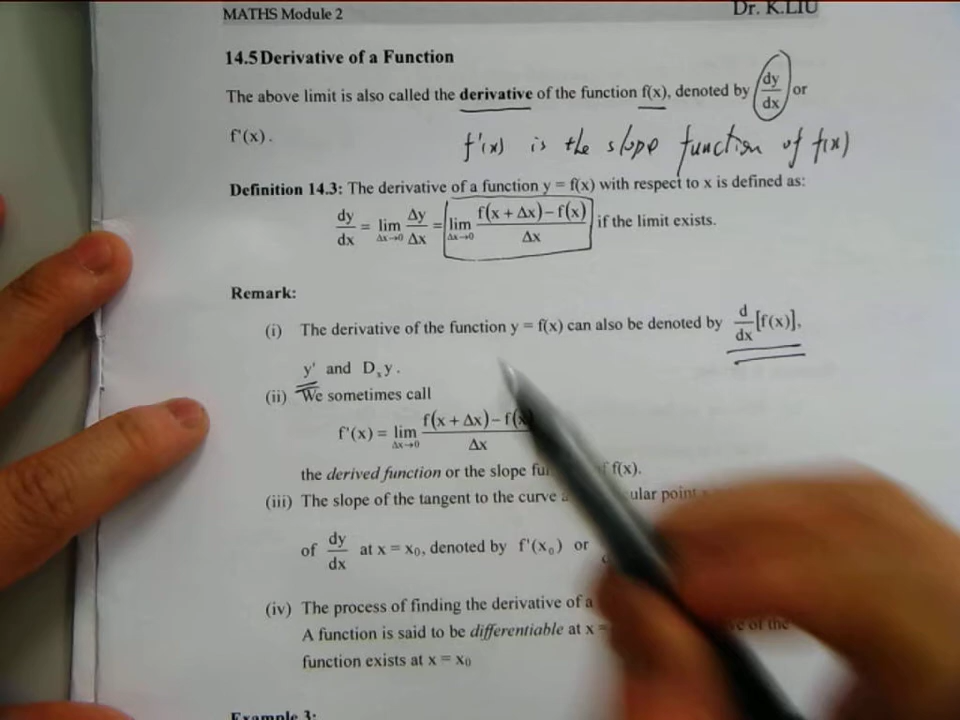 MATHS Module 2 Dr. K.LIU
14.5 Derivative of a Function
The above limit is also called the derivative of the function f(x), denoted by dy/dx or
f'(x).
f'(x) is the slope function of f(x)
Definition 14.3: The derivative of a function y = f(x) with respect to x is defined as:
dy/dx = lim Δx→0 Δy/Δx = lim Δx→0 f(x + Δx) − f(x) / Δx if the limit exists.
Remark:
(i) The derivative of the function y = f(x) can also be denoted by d/dx [f(x)],
y' and Dₓy.
(ii) We sometimes call
f'(x) = lim Δx→0 f(x + Δx) − f(x / Δx
the derived function or the slope f(x).
(iii) The slope of the tangent to the curve point
of dy/dx at x = x₀, denoted by f'(x₀) or
(iv) The process of finding the derivative of a
A function is said to be differentiable at x = of the
function exists at x = x₀
Example 3: